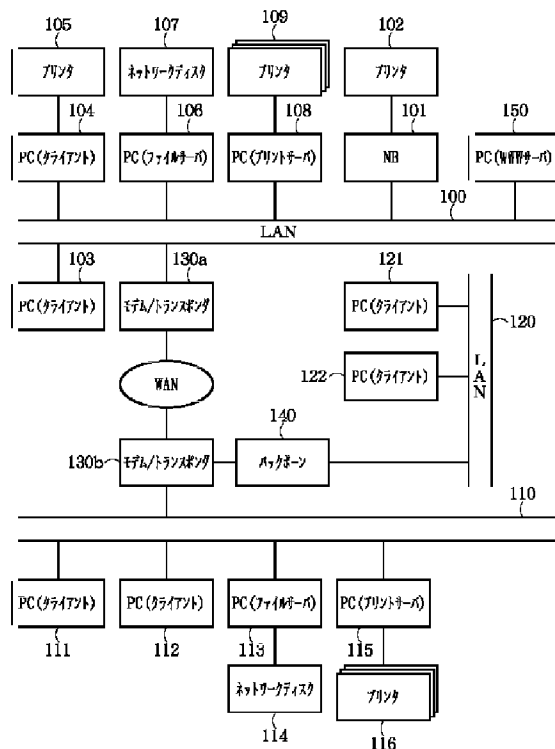 105 107 109 102
プリンタ ネットワークディスク プリンタ プリンタ
104 106 108 101 150
PC(クライアント) PC(ファイルサーバ) PC(プリントサーバ) NB PC(WWWサーバ)
100
LAN
103 130a 121
PC(クライアント) モデム/トランスポンダ PC(クライアント)
120
LAN
WAN 122 PC(クライアント)
140
130b モデム/トランスポンダ バックボーン
110
PC(クライアント) PC(クライアント) PC(ファイルサーバ) PC(プリントサーバ)
111 112 113 115
ネットワークディスク プリンタ
114 116